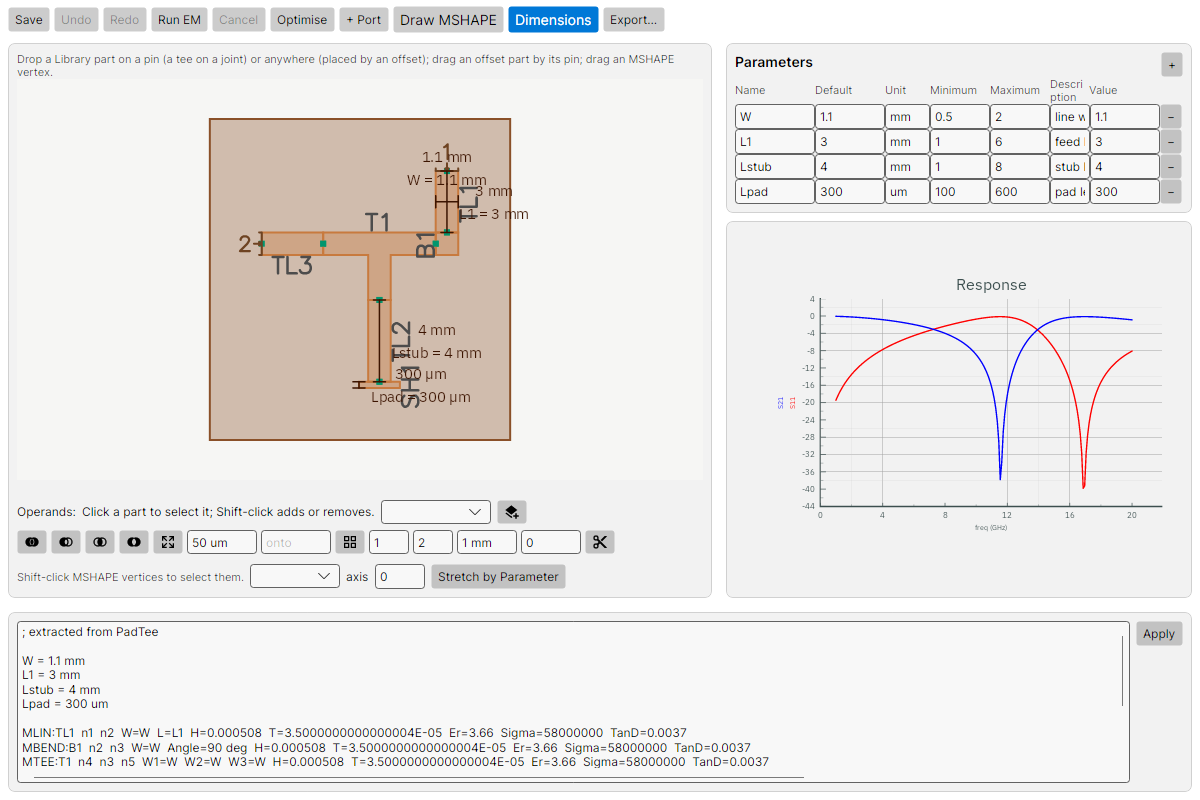 Save Undo Redo Run EM Cancel Optimise + Port Draw MSHAPE Dimensions Export...
Drop a Library part on a pin (a tee on a joint) or anywhere (placed by an offset); drag an offset part by its pin; drag an MSHAPE
vertex.
1
1.1 mm
W = 1.1 mm
3 mm
L1
L1 = 3 mm
T1
2
B1
TL3
TL2
4 mm
Lstub = 4 mm
300 µm
Lpad = 300 µm
Operands: Click a part to select it; Shift-click adds or removes.
50 um onto 1 2 1 mm 0
Shift-click MSHAPE vertices to select them. axis 0 Stretch by Parameter
Parameters +
Name Default Unit Minimum Maximum Descri
ption Value
W 1.1 mm 0.5 2 line w 1.1 −
L1 3 mm 1 6 feed 3 −
Lstub 4 mm 1 8 stub 4 −
Lpad 300 um 100 600 pad le 300 −
Response
4
0
-4
-8
-12
-16
-20
-24
-28
-32
-36
-40
-44
S21
S11
0 4 8 12 16 20
freq (GHz)
; extracted from PadTee
W = 1.1 mm
L1 = 3 mm
Lstub = 4 mm
Lpad = 300 um
MLIN:TL1 n1 n2 W=W L=L1 H=0.000508 T=3.5000000000000004E-05 Er=3.66 Sigma=58000000 TanD=0.0037
MBEND:B1 n2 n3 W=W Angle=90 deg H=0.000508 T=3.5000000000000004E-05 Er=3.66 Sigma=58000000 TanD=0.0037
MTEE:T1 n4 n3 n5 W1=W W2=W W3=W H=0.000508 T=3.5000000000000004E-05 Er=3.66 Sigma=58000000 TanD=0.0037
Apply